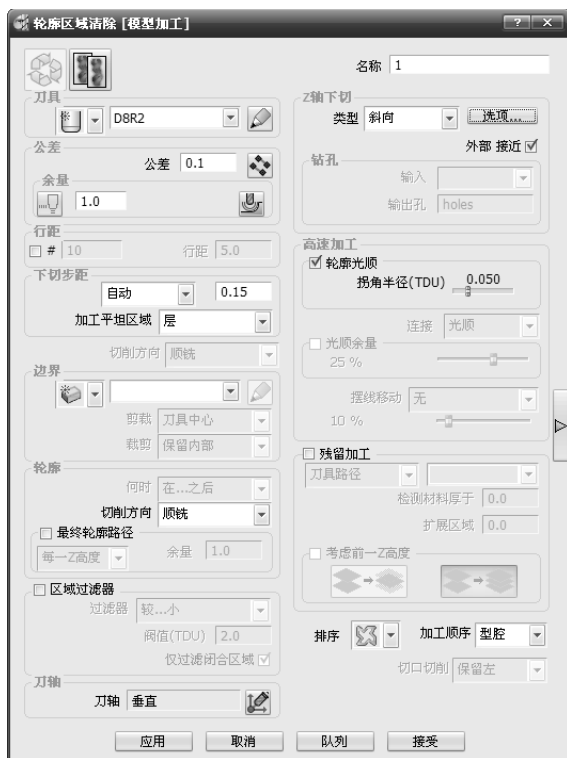 轮廓区域清除 [模型加工]
名称 1
刀具
D8R2
公差
公差 0.1
余量
1.0
行距
# 10 行距 5.0
下切步距
自动 0.15
加工平坦区域 层
切削方向 顺铣
边界
剪裁 刀具中心
裁剪 保留内部
轮廓
何时 在...之后
切削方向 顺铣
最终轮廓路径
每一Z高度 余量 1.0
区域过滤器
过滤器 较...小
阀值(TDU) 2.0
仅过滤闭合区域
刀轴
刀轴 垂直
Z轴下切
类型 斜向 选项...
外部 接近
钻孔
输入
输出孔 holes
高速加工
轮廓光顺
拐角半径(TDU) 0.050
连接 光顺
光顺余量
25 %
摆线移动 无
10 %
残留加工
刀具路径
检测材料厚于 0.0
扩展区域 0.0
考虑前一Z高度
排序 加工顺序 型腔
切口切削 保留左
应用 取消 队列 接受